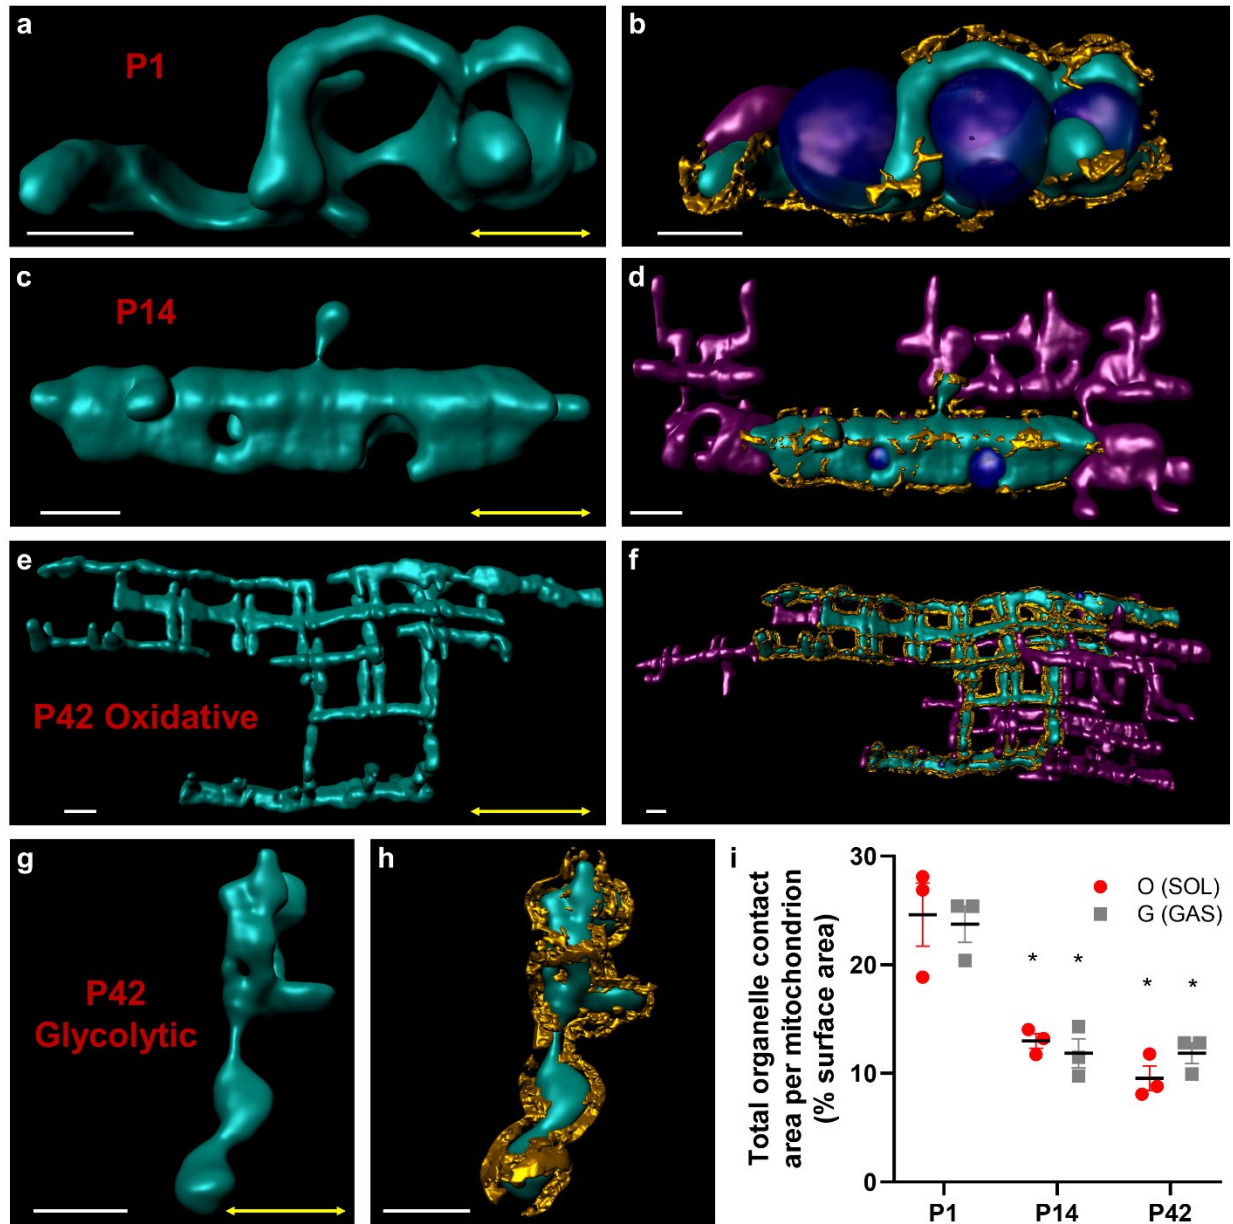 a
P1
b
c
P14
d
e
P42 Oxidative
f
g
P42
Glycolytic
h
i
Total organelle contact
area per mitochondrion
(% surface area)
30
20
10
0
O (SOL)
G (GAS)
* *
* *
P1 P14 P42